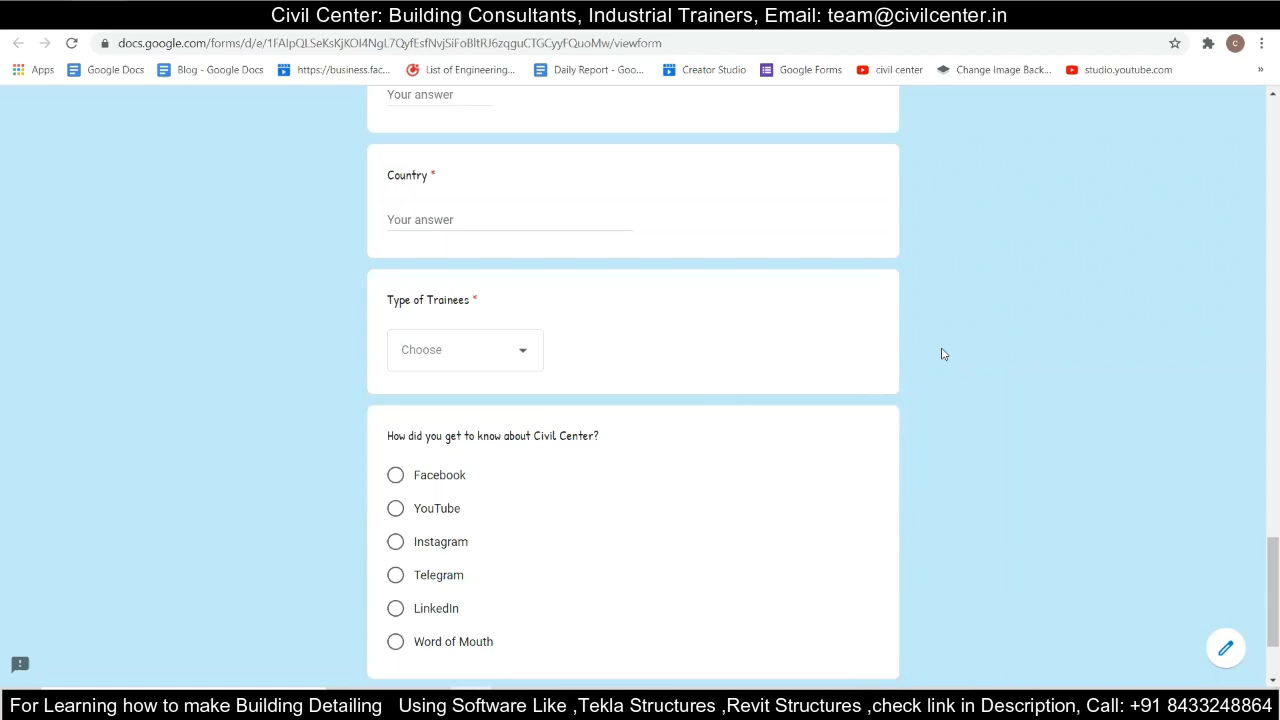 Civil Center: Building Consultants, Industrial Trainers, Email: team@civilcenter.in
docs.google.com/forms/d/e/1FAIpQLSeKsKjKOI4NgL7QyfEsfNvjSiFoBltRJ6zqguCTGCyyFQuoMw/viewform
C
Apps Google Docs Blog - Google Docs https://business.fac... List of Engineering... Daily Report - Goo... Creator Studio Google Forms civil center Change Image Back... studio.youtube.com »
Your answer
Country *
Your answer
Type of Trainees *
Choose
How did you get to know about Civil Center?
Facebook
YouTube
Instagram
Telegram
LinkedIn
Word of Mouth
For Learning how to make Building Detailing Using Software Like ,Tekla Structures ,Revit Structures ,check link in Description, Call: +91 8433248864